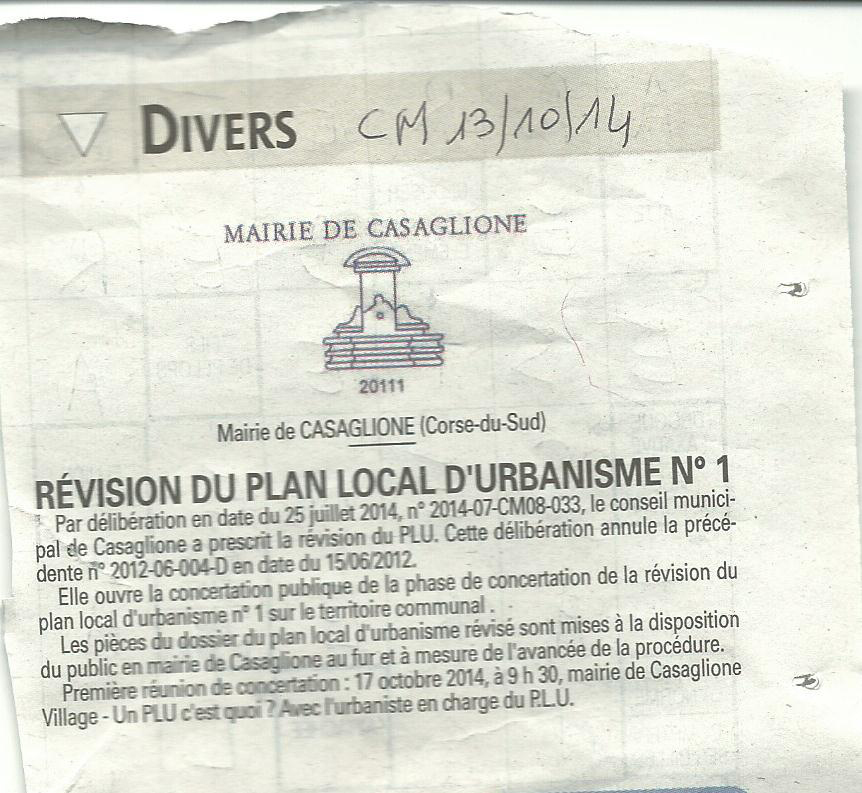 DIVERS CM 13/10/14
MAIRIE DE CASAGLIONE
20111
Mairie de CASAGLIONE (Corse-du-Sud)
RÉVISION DU PLAN LOCAL D'URBANISME N° 1
Par délibération en date du 25 juillet 2014, n° 2014-07-CM08-033, le conseil munici-
pal de Casaglione a prescrit la révision du PLU. Cette délibération annule la précé-
dente n° 2012-06-004-D en date du 15/06/2012.
Elle ouvre la concertation publique de la phase de concertation de la révision du
plan local d'urbanisme n° 1 sur le territoire communal .
Les pièces du dossier du plan local d'urbanisme révisé sont mises à la disposition
du public en mairie de Casaglione au fur et à mesure de l'avancée de la procédure.
Première réunion de concertation : 17 octobre 2014, à 9 h 30, mairie de Casaglione
Village - Un PLU c'est quoi ? Avec l'urbaniste en charge du P.L.U.